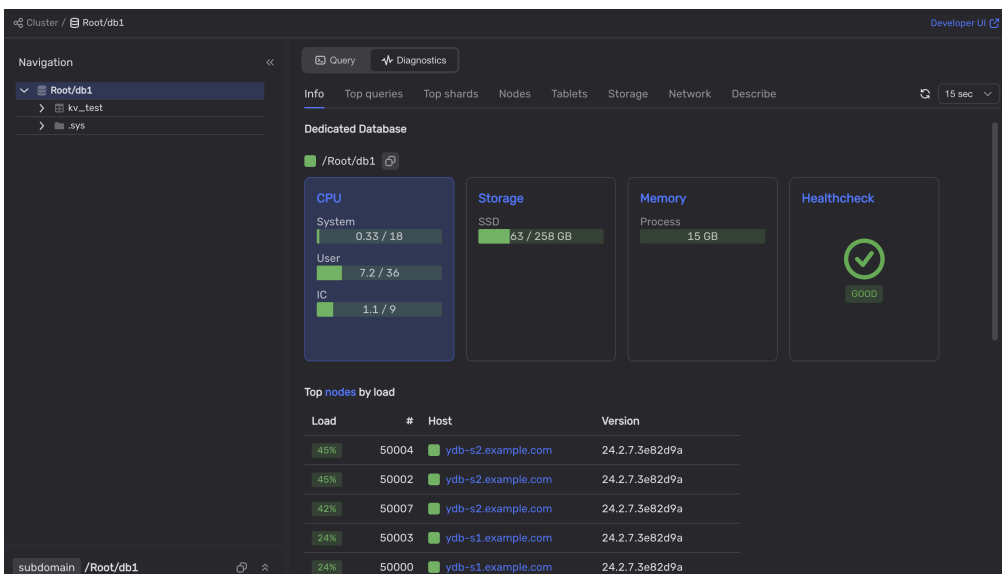 Cluster / Root/db1
Developer UI
Navigation
Root/db1
kv_test
.sys
subdomain /Root/db1
Query Diagnostics
Info Top queries Top shards Nodes Tablets Storage Network Describe 15 sec
Dedicated Database
/Root/db1
CPU
System
0.33 / 18
User
7.2 / 36
IC
1.1 / 9
Storage
SSD
63 / 258 GB
Memory
Process
15 GB
Healthcheck
GOOD
Top nodes by load
Load # Host Version
45% 50004 ydb-s2.example.com 24.2.7.3e82d9a
45% 50002 ydb-s2.example.com 24.2.7.3e82d9a
42% 50007 ydb-s2.example.com 24.2.7.3e82d9a
24% 50003 ydb-s1.example.com 24.2.7.3e82d9a
24% 50000 ydb-s1.example.com 24.2.7.3e82d9a